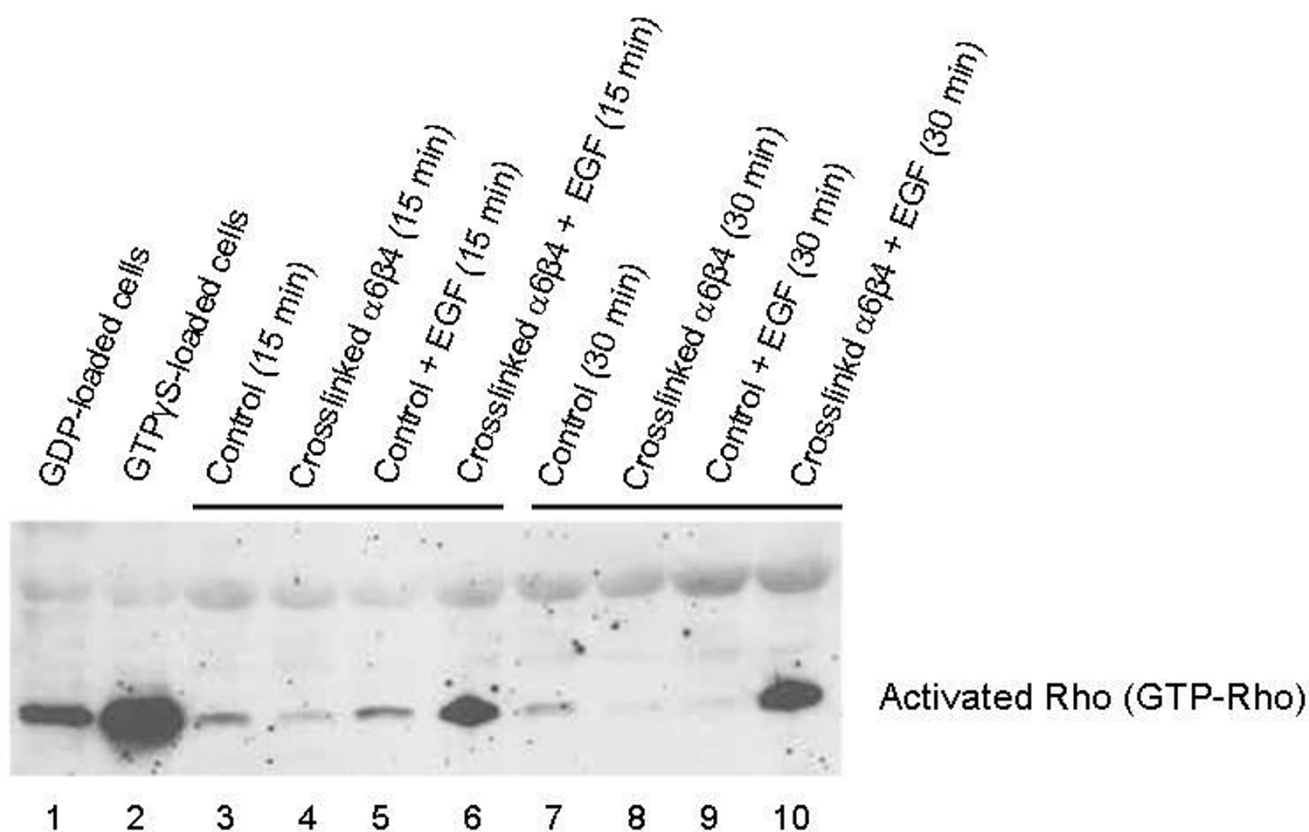 GDP-loaded cells
GTPγS-loaded cells
Control (15 min)
Crosslinked α6β4 (15 min)
Control + EGF (15 min)
Crosslinked α6β4 + EGF (15 min)
Control (30 min)
Crosslinked α6β4 (30 min)
Control + EGF (30 min)
Crosslinkd α6β4 + EGF (30 min)
Activated Rho (GTP-Rho)
1 2 3 4 5 6 7 8 9 10